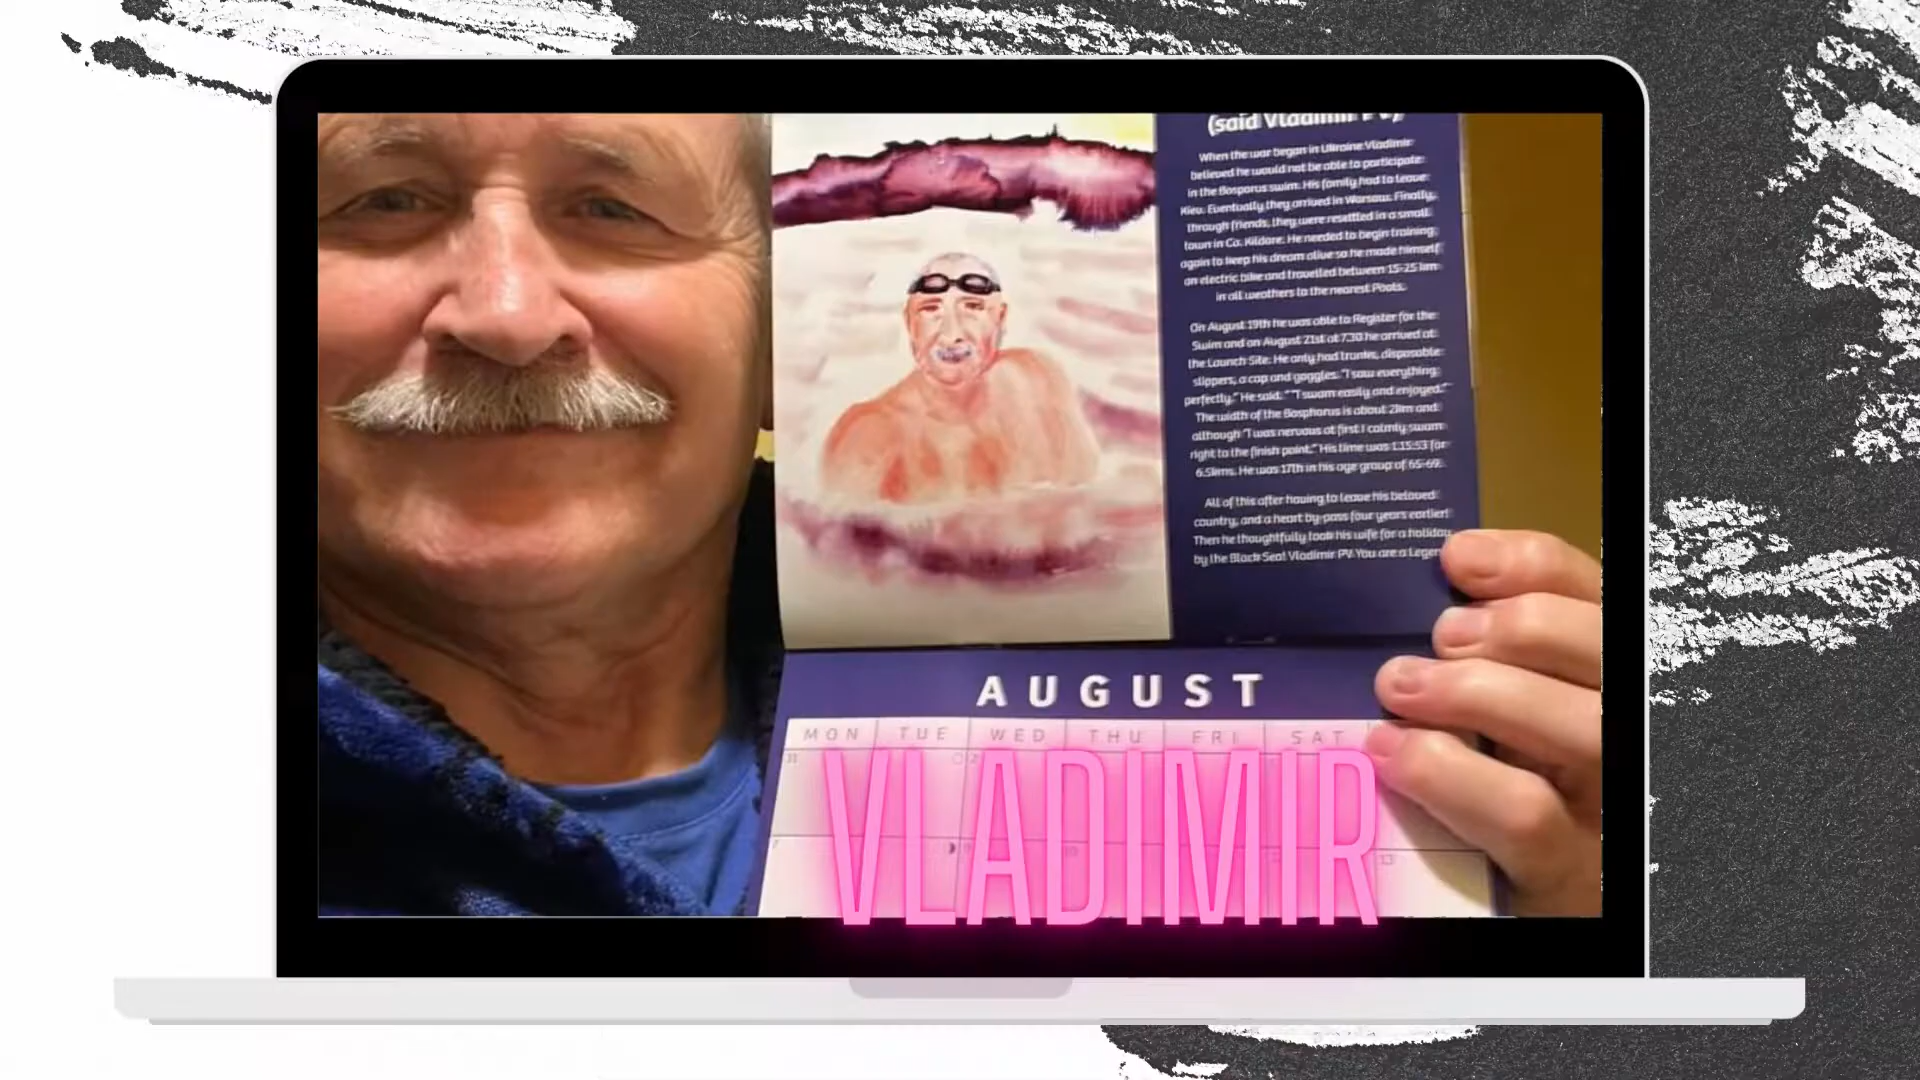 (said Vladimir
When the war began in Ukraine Vladimir
believed he would not be able to participate
in the Bosporus swim. His family had to leave
Kiev. Eventually they arrived in Warsaw. Finally,
through friends, they were resettled in a small
town in Co. Kildare. He needed to begin training
again to keep his dream alive so he made himself
an electric bike and travelled between 15-25 km
in all weathers to the nearest Pools.
On August 19th he was able to Register for the
Swim and on August 21st at 7.30 he arrived at
the Launch Site. He only had trunks, disposable
slippers, a cap and goggles. "I saw everything
perfectly." He said. " "I swam easily and enjoyed."
The width of the Bosphorus is about 2km and
although "I was nervous at first I calmly swam
right to the finish point." His time was 1.15:53 for
6.5kms. He was 17th in his age group of 65-69.
All of this after having to leave his beloved
country, and a heart by-pass four years earlier!
Then he thoughtfully took his wife for a holiday
by the Black Sea! Vladimir PV. You are a Legen
AUGUST
MON TUE WED THU FRI SAT
VLADIMIR
7 13